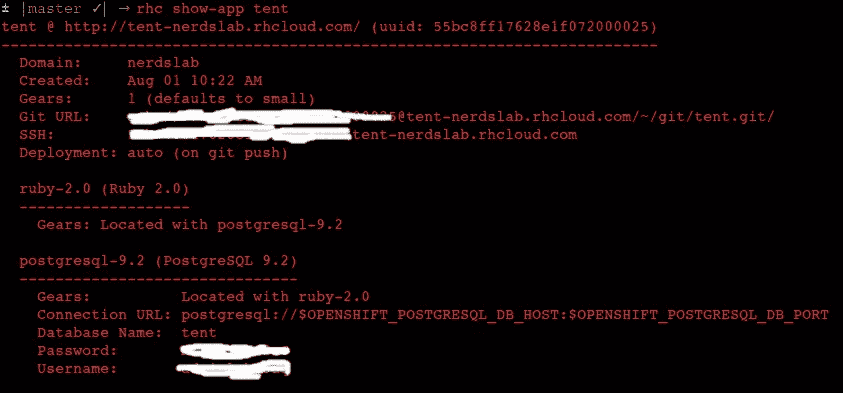 ± |master ✓| → rhc show-app tent
tent @ http://tent-nerdslab.rhcloud.com/ (uuid: 55bc8ff17628e1f072000025)
-------------------------------------------------------------------------
Domain: nerdslab
Created: Aug 01 10:22 AM
Gears: 1 (defaults to small)
Git URL: @tent-nerdslab.rhcloud.com/~/git/tent.git/
SSH: tent-nerdslab.rhcloud.com
Deployment: auto (on git push)
ruby-2.0 (Ruby 2.0)
-------------------
Gears: Located with postgresql-9.2
postgresql-9.2 (PostgreSQL 9.2)
-------------------------------
Gears: Located with ruby-2.0
Connection URL: postgresql://$OPENSHIFT_POSTGRESQL_DB_HOST:$OPENSHIFT_POSTGRESQL_DB_PORT
Database Name: tent
Password:
Username: